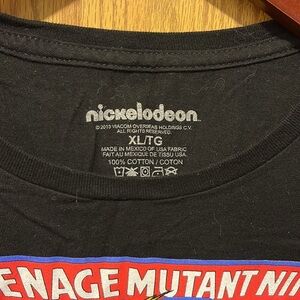 nickelodeon
© 2013 VIACOM OVERSEAS HOLDINGS C.V.
ALL RIGHTS RESERVED.
XL/TG
MADE IN MEXICO OF USA FABRIC
FAIT AU MEXIQUE DE TISSU USA.
100% COTTON / COTON
ENAGE MUTANT NIN